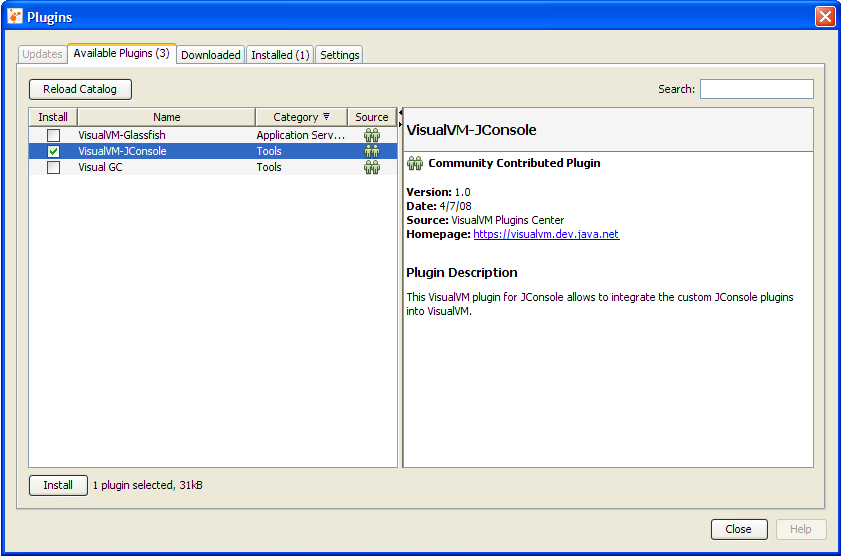 Plugins
Updates Available Plugins (3) Downloaded Installed (1) Settings
Reload Catalog Search:
Install Name Category Source
VisualVM-Glassfish Application Serv...
VisualVM-JConsole Tools
Visual GC Tools
VisualVM-JConsole
Community Contributed Plugin
Version: 1.0
Date: 4/7/08
Source: VisualVM Plugins Center
Homepage: https://visualvm.dev.java.net
Plugin Description
This VisualVM plugin for JConsole allows to integrate the custom JConsole plugins
into VisualVM.
Install 1 plugin selected, 31kB
Close Help